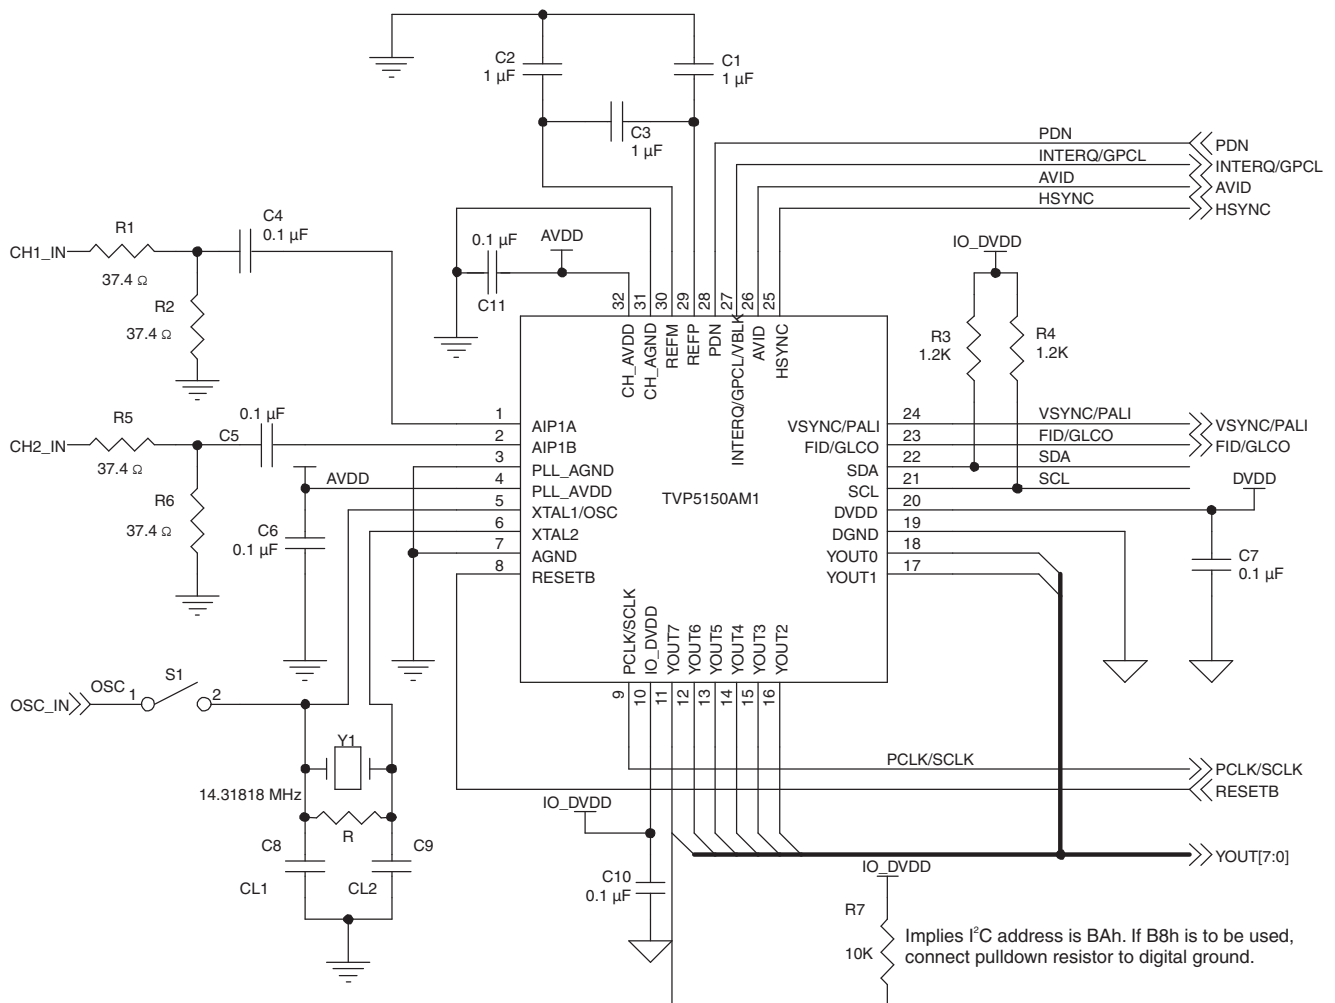 C2
1 µF
C1
1 µF
C3
1 µF
PDN
PDN
INTERQ/GPCL
INTERQ/GPCL
AVID
AVID
HSYNC
HSYNC
CH1_IN
R1
37.4 Ω
R2
37.4 Ω
C4
0.1 µF
0.1 µF
AVDD
C11
IO_DVDD
R3
1.2K
R4
1.2K
32
31
30
29
28
27
26
25
CH_AVDD
CH_AGND
REFM
REFP
PDN
INTERQ/GPCL/VBLK
AVID
HSYNC
CH2_IN
R5
37.4 Ω
R6
37.4 Ω
0.1 µF
C5
AVDD
C6
0.1 µF
1
AIP1A
2
AIP1B
3
PLL_AGND
4
PLL_AVDD
5
XTAL1/OSC
6
XTAL2
7
AGND
8
RESETB
TVP5150AM1
VSYNC/PALI
24
VSYNC/PALI
VSYNC/PALI
FID/GLCO
23
FID/GLCO
FID/GLCO
SDA
22
SDA
SCL
21
SCL
DVDD
20
DVDD
DGND
19
YOUT0
18
YOUT1
17
C7
0.1 µF
PCLK/SCLK
IO_DVDD
YOUT7
YOUT6
YOUT5
YOUT4
YOUT3
YOUT2
9
10
11
12
13
14
15
16
OSC_IN
OSC
1
S1
2
Y1
14.31818 MHz
R
C8
CL1
C9
CL2
PCLK/SCLK
PCLK/SCLK
RESETB
IO_DVDD
C10
0.1 µF
YOUT[7:0]
IO_DVDD
R7
10K
Implies I²C address is BAh. If B8h is to be used,
connect pulldown resistor to digital ground.